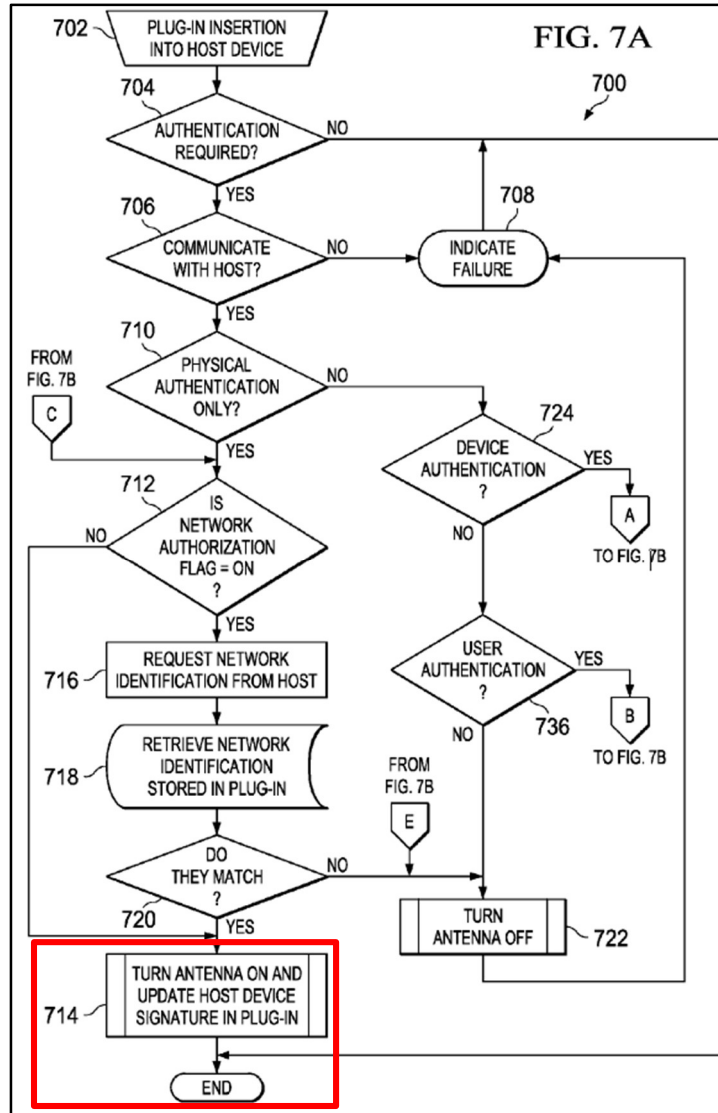 FIG. 7A
700
702
PLUG-IN INSERTION
INTO HOST DEVICE
704
AUTHENTICATION
REQUIRED?
NO
YES
706
COMMUNICATE
WITH HOST?
NO
YES
708
INDICATE
FAILURE
710
PHYSICAL
AUTHENTICATION
ONLY?
NO
YES
FROM
FIG. 7B
C
724
DEVICE
AUTHENTICATION
?
YES
NO
A
TO FIG. 7B
712
IS
NETWORK
AUTHORIZATION
FLAG = ON
?
NO
YES
716
REQUEST NETWORK
IDENTIFICATION FROM HOST
USER
AUTHENTICATION
?
YES
736
NO
B
TO FIG. 7B
718
RETRIEVE NETWORK
IDENTIFICATION
STORED IN PLUG-IN
FROM
FIG. 7B
E
DO
THEY MATCH
?
NO
720
YES
TURN
ANTENNA OFF
722
714
TURN ANTENNA ON AND
UPDATE HOST DEVICE
SIGNATURE IN PLUG-IN
END